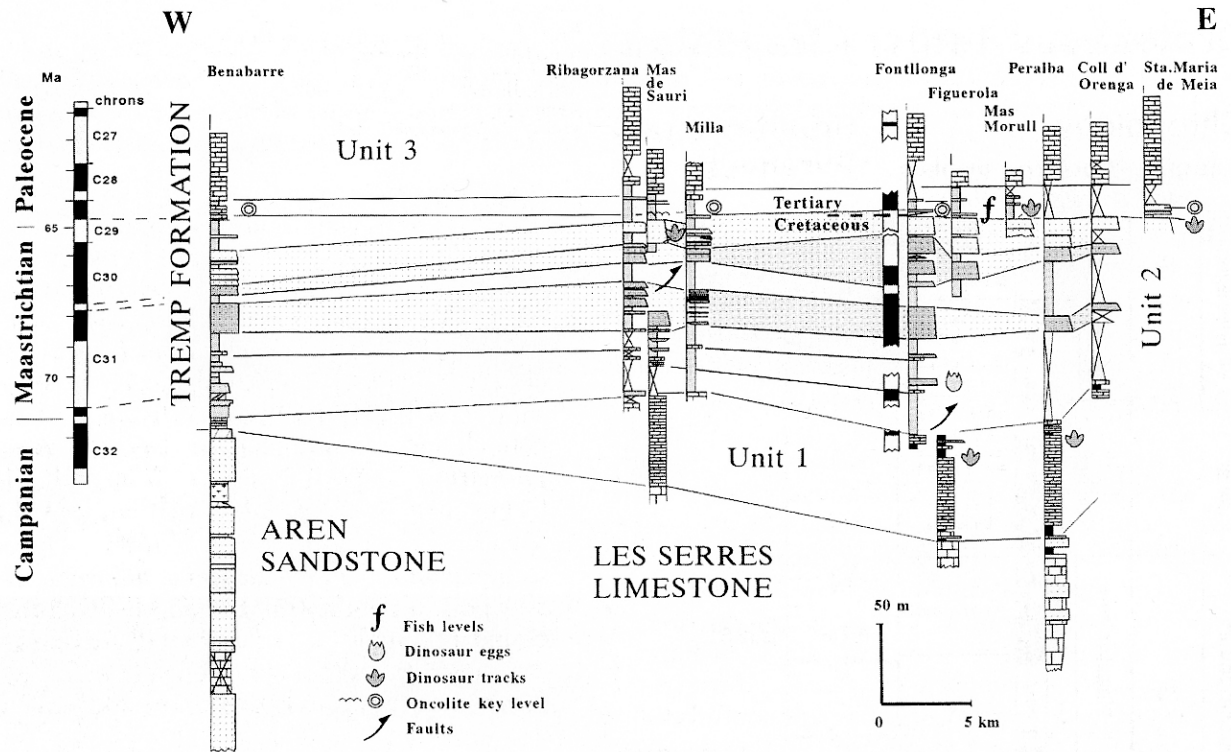 W
E
Ma
chrons
C27
C28
C29
C30
C31
C32
65
70
Paleocene
Maastrichtian
Campanian
TREMP FORMATION
Benabarre
Ribagorzana
Mas
de
Sauri
Milla
Fontllonga
Figuerola
Mas
Morull
Peralba
Coll d'
Orenga
Sta.Maria
de Meia
Unit 3
Tertiary
Cretaceous
f
Unit 2
Unit 1
AREN
SANDSTONE
LES SERRES
LIMESTONE
f Fish levels
Dinosaur eggs
Dinosaur tracks
Oncolite key level
Faults
50 m
0 5 km